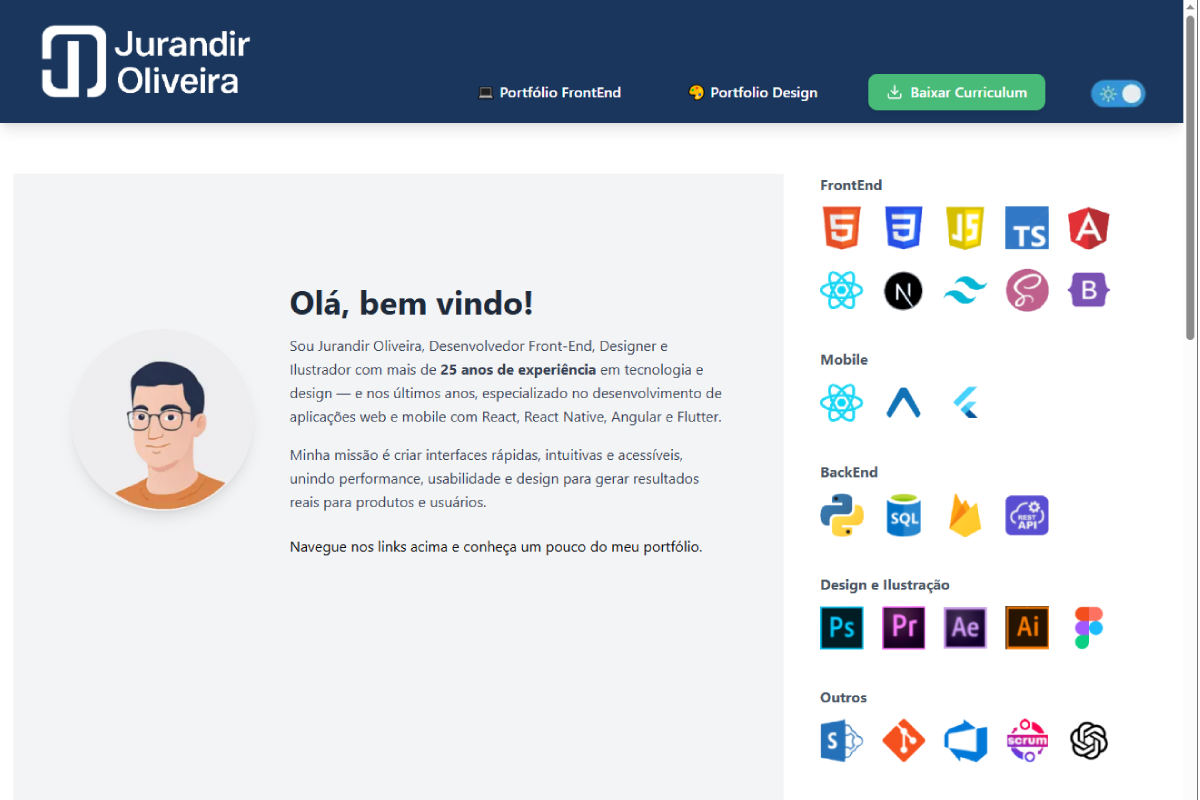 Jurandir
Oliveira
Portfólio FrontEnd
Portfolio Design
Baixar Curriculum
Olá, bem vindo!
Sou Jurandir Oliveira, Desenvolvedor Front-End, Designer e
Ilustrador com mais de 25 anos de experiência em tecnologia e
design — e nos últimos anos, especializado no desenvolvimento de
aplicações web e mobile com React, React Native, Angular e Flutter.
Minha missão é criar interfaces rápidas, intuitivas e acessíveis,
unindo performance, usabilidade e design para gerar resultados
reais para produtos e usuários.
Navegue nos links acima e conheça um pouco do meu portfólio.
FrontEnd
5 3 JS TS A
N S B
Mobile
BackEnd
SQL REST API
Design e Ilustração
Ps Pr Ae Ai
Outros
S scrum